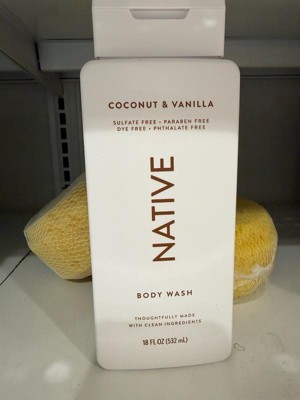 COCONUT & VANILLA
SULFATE FREE • PARABEN FREE
DYE FREE • PHTHALATE FREE
NATIVE
BODY WASH
THOUGHTFULLY MADE
WITH CLEAN INGREDIENTS
18 FL OZ (532 mL)